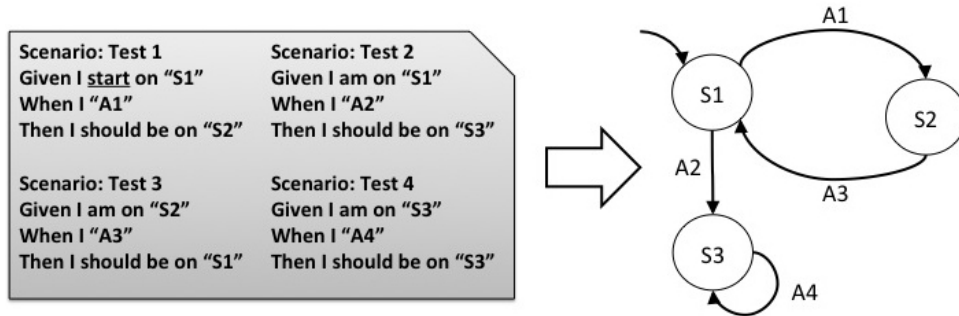 Scenario: Test 1
Given I start on “S1”
When I “A1”
Then I should be on “S2”
Scenario: Test 2
Given I am on “S1”
When I “A2”
Then I should be on “S3”
Scenario: Test 3
Given I am on “S2”
When I “A3”
Then I should be on “S1”
Scenario: Test 4
Given I am on “S3”
When I “A4”
Then I should be on “S3”
A1
S1
S2
A2
A3
S3
A4